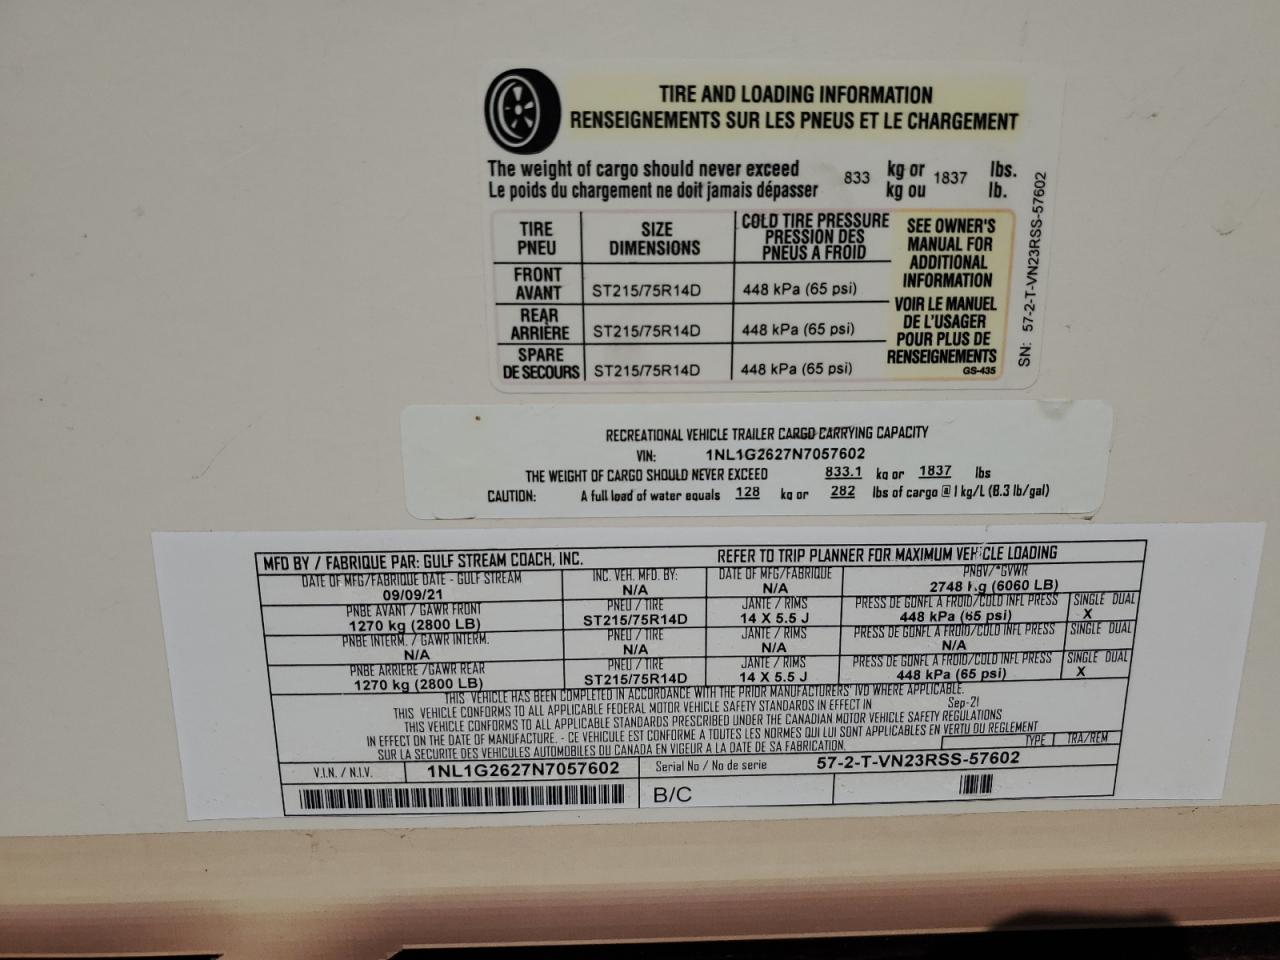 TIRE AND LOADING INFORMATION
RENSEIGNEMENTS SUR LES PNEUS ET LE CHARGEMENT
The weight of cargo should never exceed 833 kg or 1837 lbs.
Le poids du chargement ne doit jamais dépasser kg ou lb.
TIRE PNEU SIZE DIMENSIONS COLD TIRE PRESSURE PRESSION DES PNEUS A FROID
FRONT AVANT ST215/75R14D 448 kPa (65 psi)
REAR ARRIÈRE ST215/75R14D 448 kPa (65 psi)
SPARE DE SECOURS ST215/75R14D 448 kPa (65 psi)
SEE OWNER'S
MANUAL FOR
ADDITIONAL
INFORMATION
VOIR LE MANUEL
DE L'USAGER
POUR PLUS DE
RENSEIGNEMENTS
GS-435
SN: 57-2-T-VN23RSS-57602
RECREATIONAL VEHICLE TRAILER CARGO CARRYING CAPACITY
VIN: 1NL1G2627N7057602
THE WEIGHT OF CARGO SHOULD NEVER EXCEED 833.1 kg or 1837 lbs
CAUTION: A full load of water equals 128 kg or 282 lbs of cargo @ 1 kg/L (8.3 lb/gal)
MFD BY / FABRIQUE PAR: GULF STREAM COACH, INC. REFER TO TRIP PLANNER FOR MAXIMUM VEHICLE LOADING
DATE OF MFG/FABRIQUE DATE - GULF STREAM INC. VEH. MFD. BY: DATE OF MFG/FABRIQUE PNBV/*GVWR
09/09/21 N/A N/A 2748 kg (6060 LB)
PNBE AVANT / GAWR FRONT PNEU / TIRE JANTE / RIMS PRESS DE GONFL A FROID/COLD INFL PRESS SINGLE DUAL
1270 kg (2800 LB) ST215/75R14D 14 X 5.5 J 448 kPa (65 psi) X
PNBE INTERM. / GAWR INTERM. PNEU / TIRE JANTE / RIMS PRESS DE GONFL A FROID/COLD INFL PRESS SINGLE DUAL
N/A N/A N/A N/A
PNBE ARRIERE /GAWR REAR PNEU / TIRE JANTE / RIMS PRESS DE GONFL A FROID/COLD INFL PRESS SINGLE DUAL
1270 kg (2800 LB) ST215/75R14D 14 X 5.5 J 448 kPa (65 psi) X
THIS VEHICLE HAS BEEN COMPLETED IN ACCORDANCE WITH THE PRIOR MANUFACTURERS' IVD WHERE APPLICABLE.
THIS VEHICLE CONFORMS TO ALL APPLICABLE FEDERAL MOTOR VEHICLE SAFETY STANDARDS IN EFFECT IN Sep-21
THIS VEHICLE CONFORMS TO ALL APPLICABLE STANDARDS PRESCRIBED UNDER THE CANADIAN MOTOR VEHICLE SAFETY REGULATIONS
IN EFFECT ON THE DATE OF MANUFACTURE. - CE VEHICULE EST CONFORME A TOUTES LES NORMES QUI LUI SONT APPLICABLES EN VERTU DU REGLEMENT
SUR LA SECURITE DES VEHICULES AUTOMOBILES DU CANADA EN VIGEUR A LA DATE DE SA FABRICATION. TYPE TRA/REM
V.I.N. / N.I.V. 1NL1G2627N7057602 Serial No / No de serie 57-2-T-VN23RSS-57602
B/C